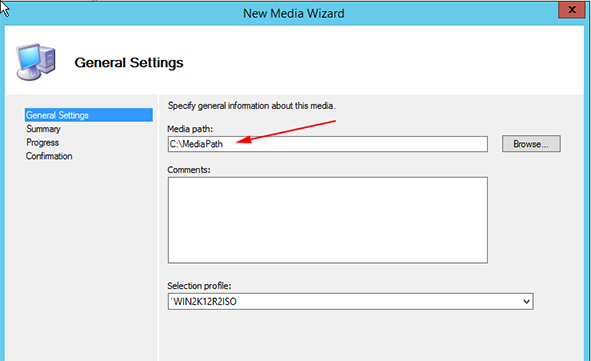 New Media Wizard
x
General Settings
General Settings
Summary
Progress
Confirmation
Specify general information about this media.
Media path:
C:\MediaPath
Browse...
Comments:
Selection profile:
`WIN2K12R2ISO